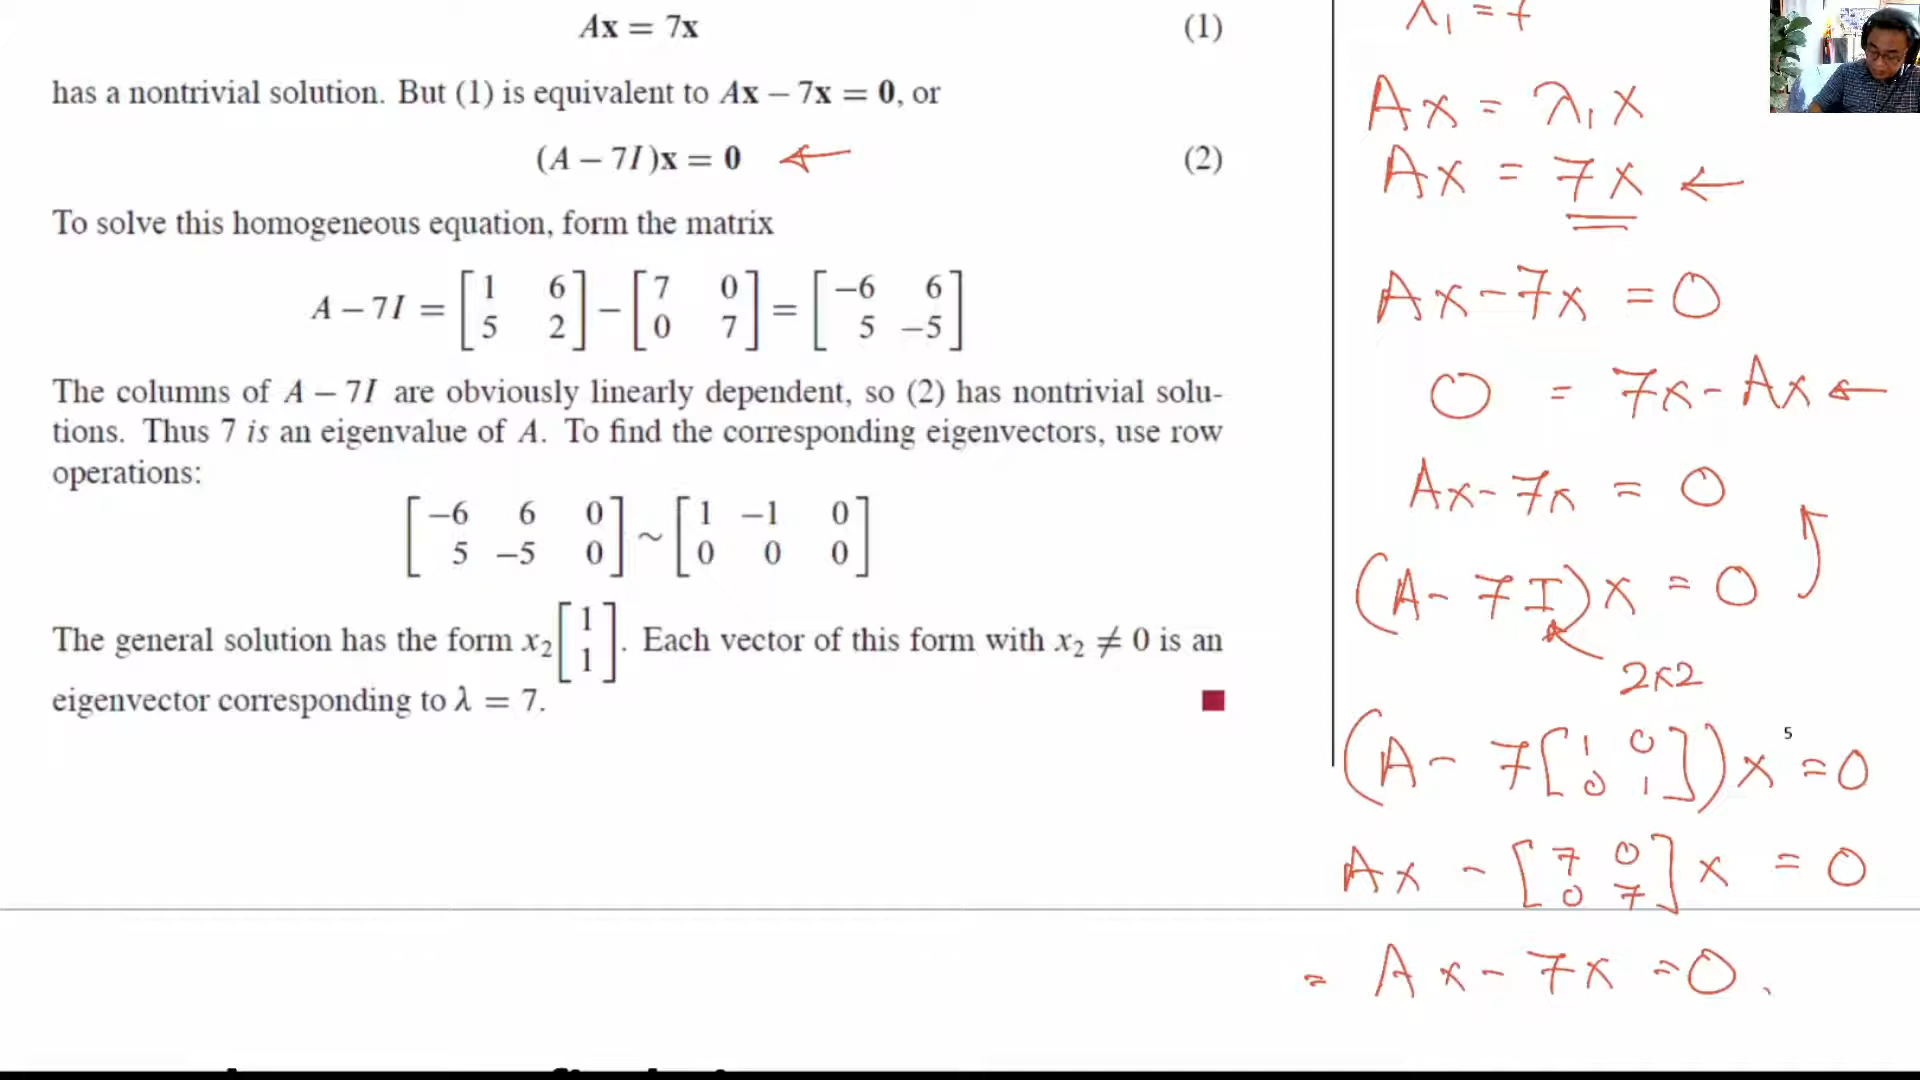 Ax = 7x (1)
has a nontrivial solution. But (1) is equivalent to Ax − 7x = 0, or
(A − 7I)x = 0 ← (2)
To solve this homogeneous equation, form the matrix
A − 7I = [1 6; 5 2] − [7 0; 0 7] = [−6 6; 5 −5]
The columns of A − 7I are obviously linearly dependent, so (2) has nontrivial solu-
tions. Thus 7 is an eigenvalue of A. To find the corresponding eigenvectors, use row
operations:
[−6 6 0; 5 −5 0] ~ [1 −1 0; 0 0 0]
The general solution has the form x₂[1; 1]. Each vector of this form with x₂ ≠ 0 is an
eigenvector corresponding to λ = 7.
λ₁ = 7
Ax = λ₁x
Ax = 7x ←
Ax − 7x = 0
0 = 7x − Ax ←
Ax − 7x = 0
(A − 7I)x = 0
2x2
(A − 7[1 0; 0 1])x = 0
5
Ax − [7 0; 0 7]x = 0
= Ax − 7x = 0.